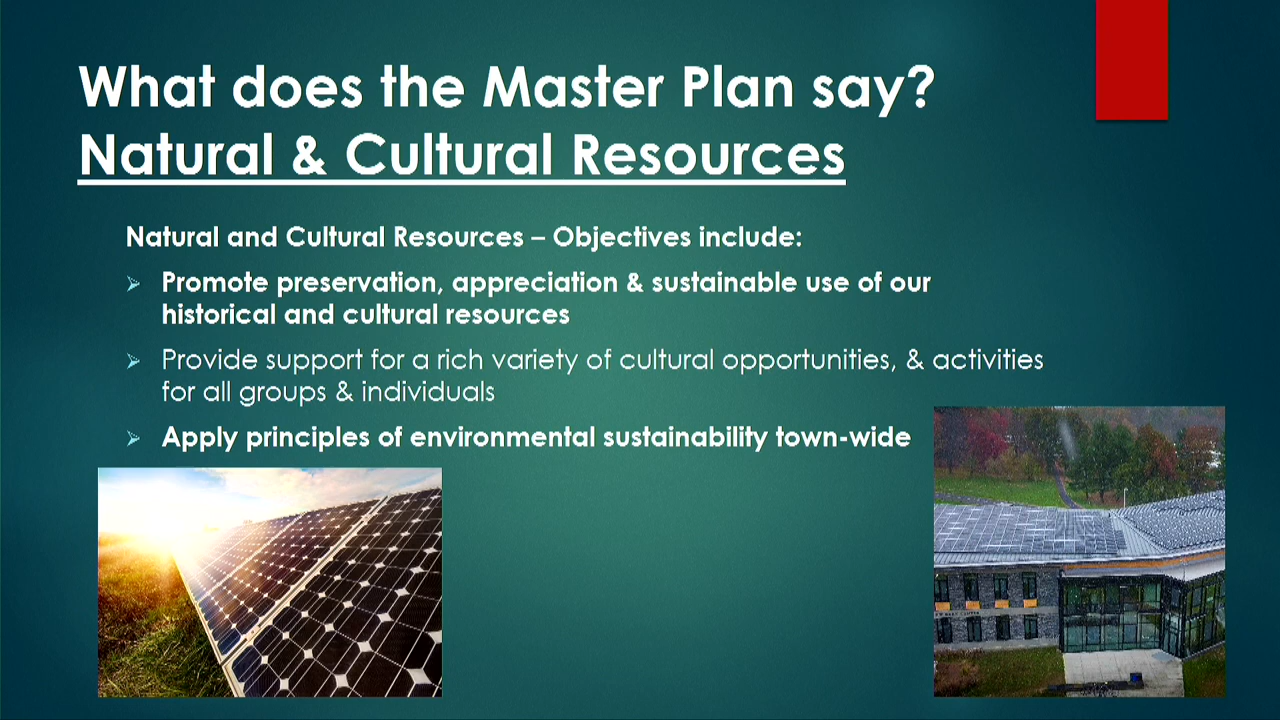 What does the Master Plan say?
Natural & Cultural Resources
Natural and Cultural Resources – Objectives include:
Promote preservation, appreciation & sustainable use of our
historical and cultural resources
Provide support for a rich variety of cultural opportunities, & activities
for all groups & individuals
Apply principles of environmental sustainability town-wide